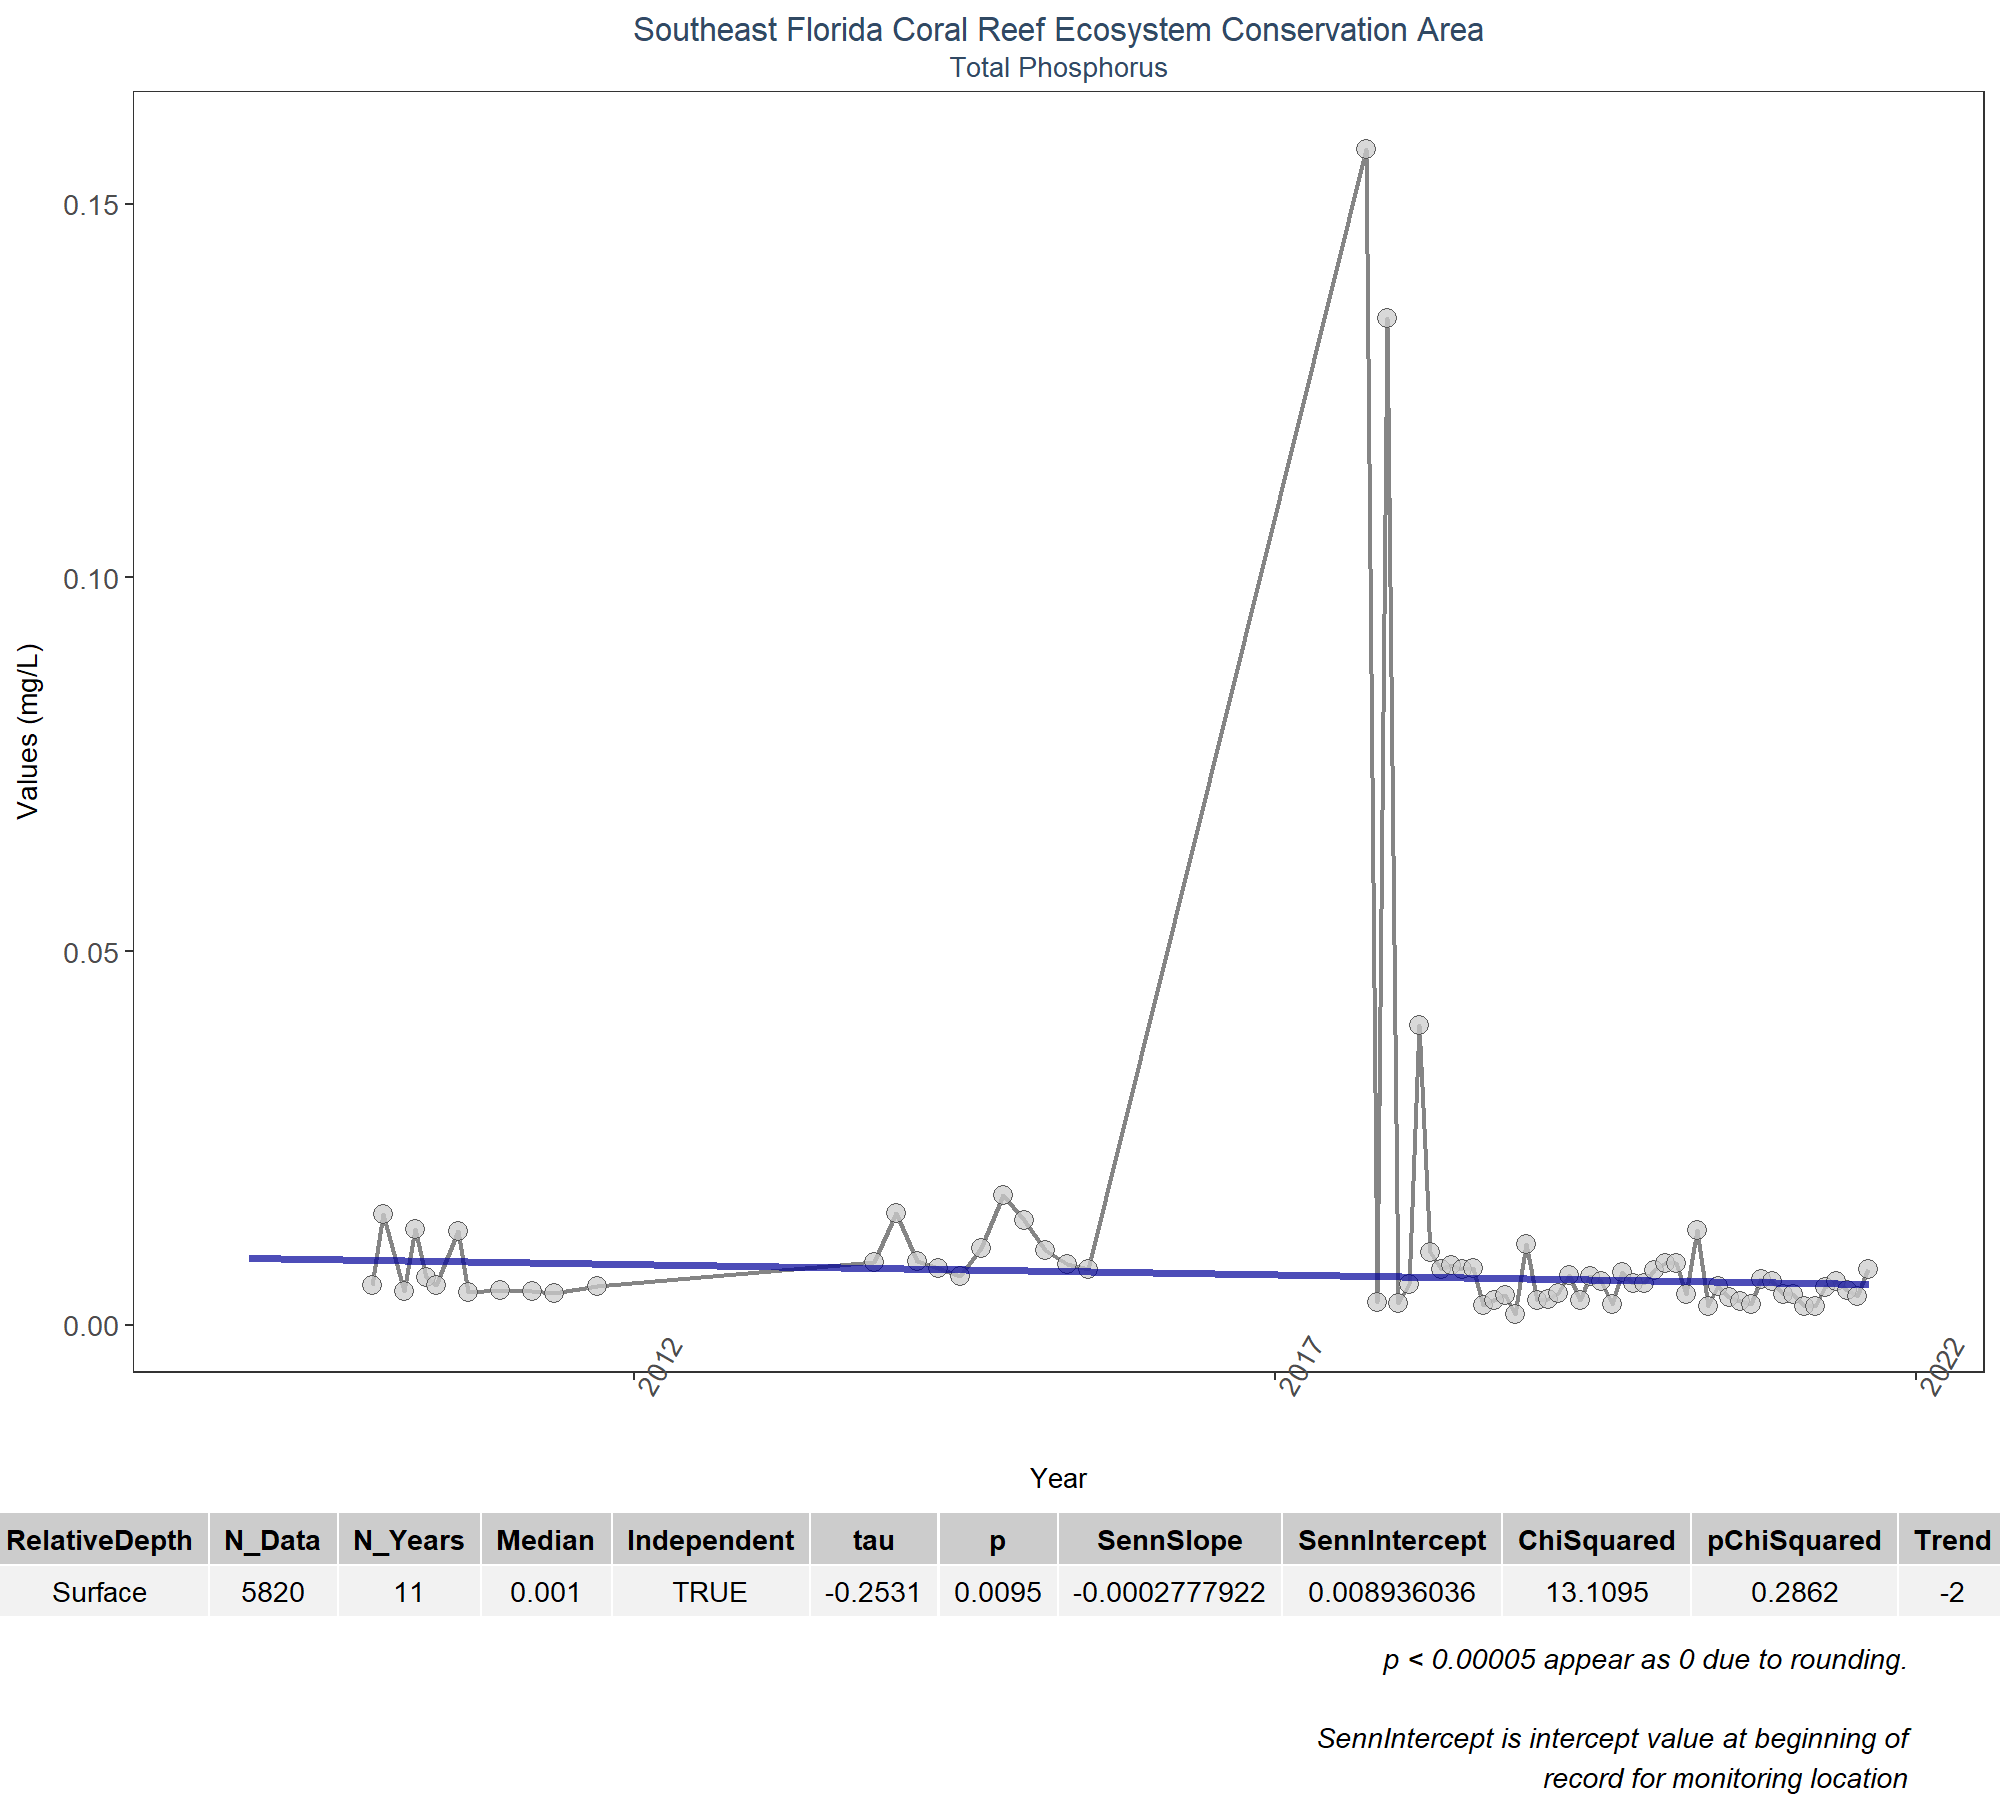 Southeast Florida Coral Reef Ecosystem Conservation Area
Total Phosphorus
0.15
0.10
0.05
0.00
Values (mg/L)
2012
2017
2022
Year
RelativeDepth N_Data N_Years Median Independent tau p SennSlope SennIntercept ChiSquared pChiSquared Trend
Surface 5820 11 0.001 TRUE -0.2531 0.0095 -0.0002777922 0.008936036 13.1095 0.2862 -2
p < 0.00005 appear as 0 due to rounding.
SennIntercept is intercept value at beginning of
record for monitoring location